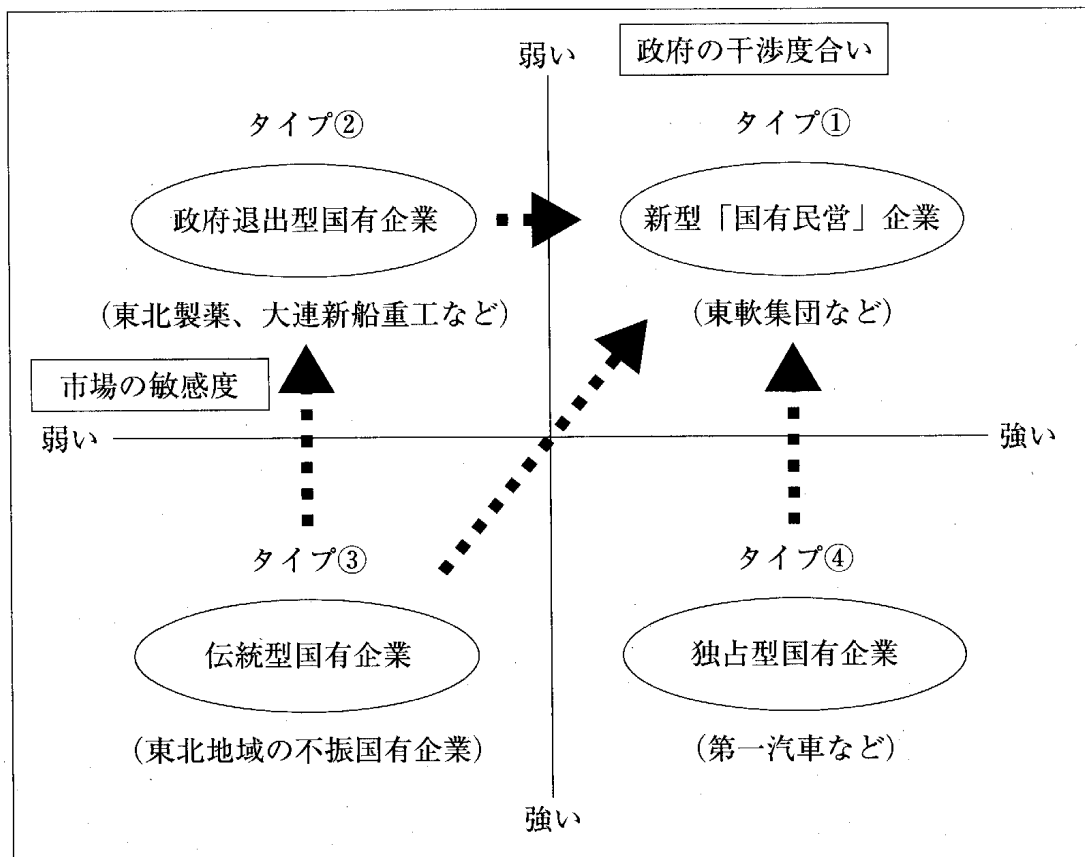 弱い
政府の干渉度合い
タイプ②
タイプ①
政府退出型国有企業
新型「国有民営」企業
(東北製薬、大連新船重工など)
(東軟集団など)
市場の敏感度
弱い
強い
タイプ③
タイプ④
伝統型国有企業
独占型国有企業
(東北地域の不振国有企業)
(第一汽車など)
強い